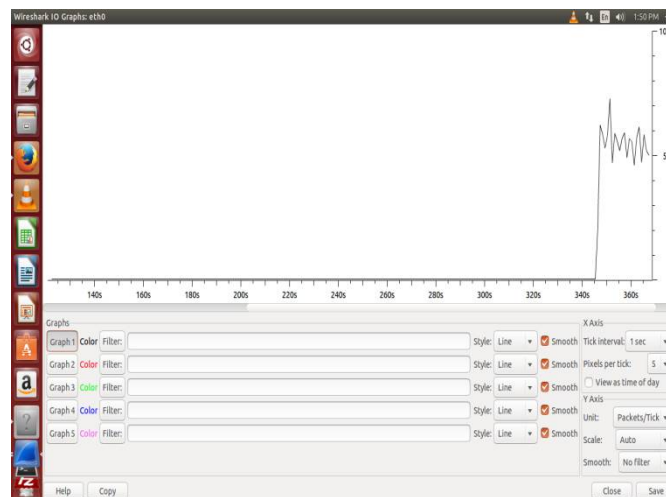 Wireshark IO Graphs: eth0
En 1:50 PM
10
5
140s 160s 180s 200s 220s 240s 260s 280s 300s 320s 340s 360s
Graphs
Graph 1 Color Filter: Style: Line Smooth
Graph 2 Color Filter: Style: Line Smooth
Graph 3 Color Filter: Style: Line Smooth
Graph 4 Color Filter: Style: Line Smooth
Graph 5 Color Filter: Style: Line Smooth
X Axis
Tick interval: 1 sec
Pixels per tick: 5
View as time of day
Y Axis
Unit: Packets/Tick
Scale: Auto
Smooth: No filter
Help Copy Close Save